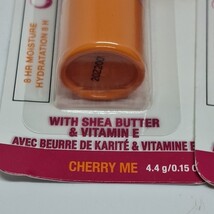 8 HR MOISTURE
HYDRATATION 8 H
WITH SHEA BUTTER
& VITAMIN E
AVEC BEURRE DE KARITÉ & VITAMINE E
CHERRY ME 4.4 g/0.15